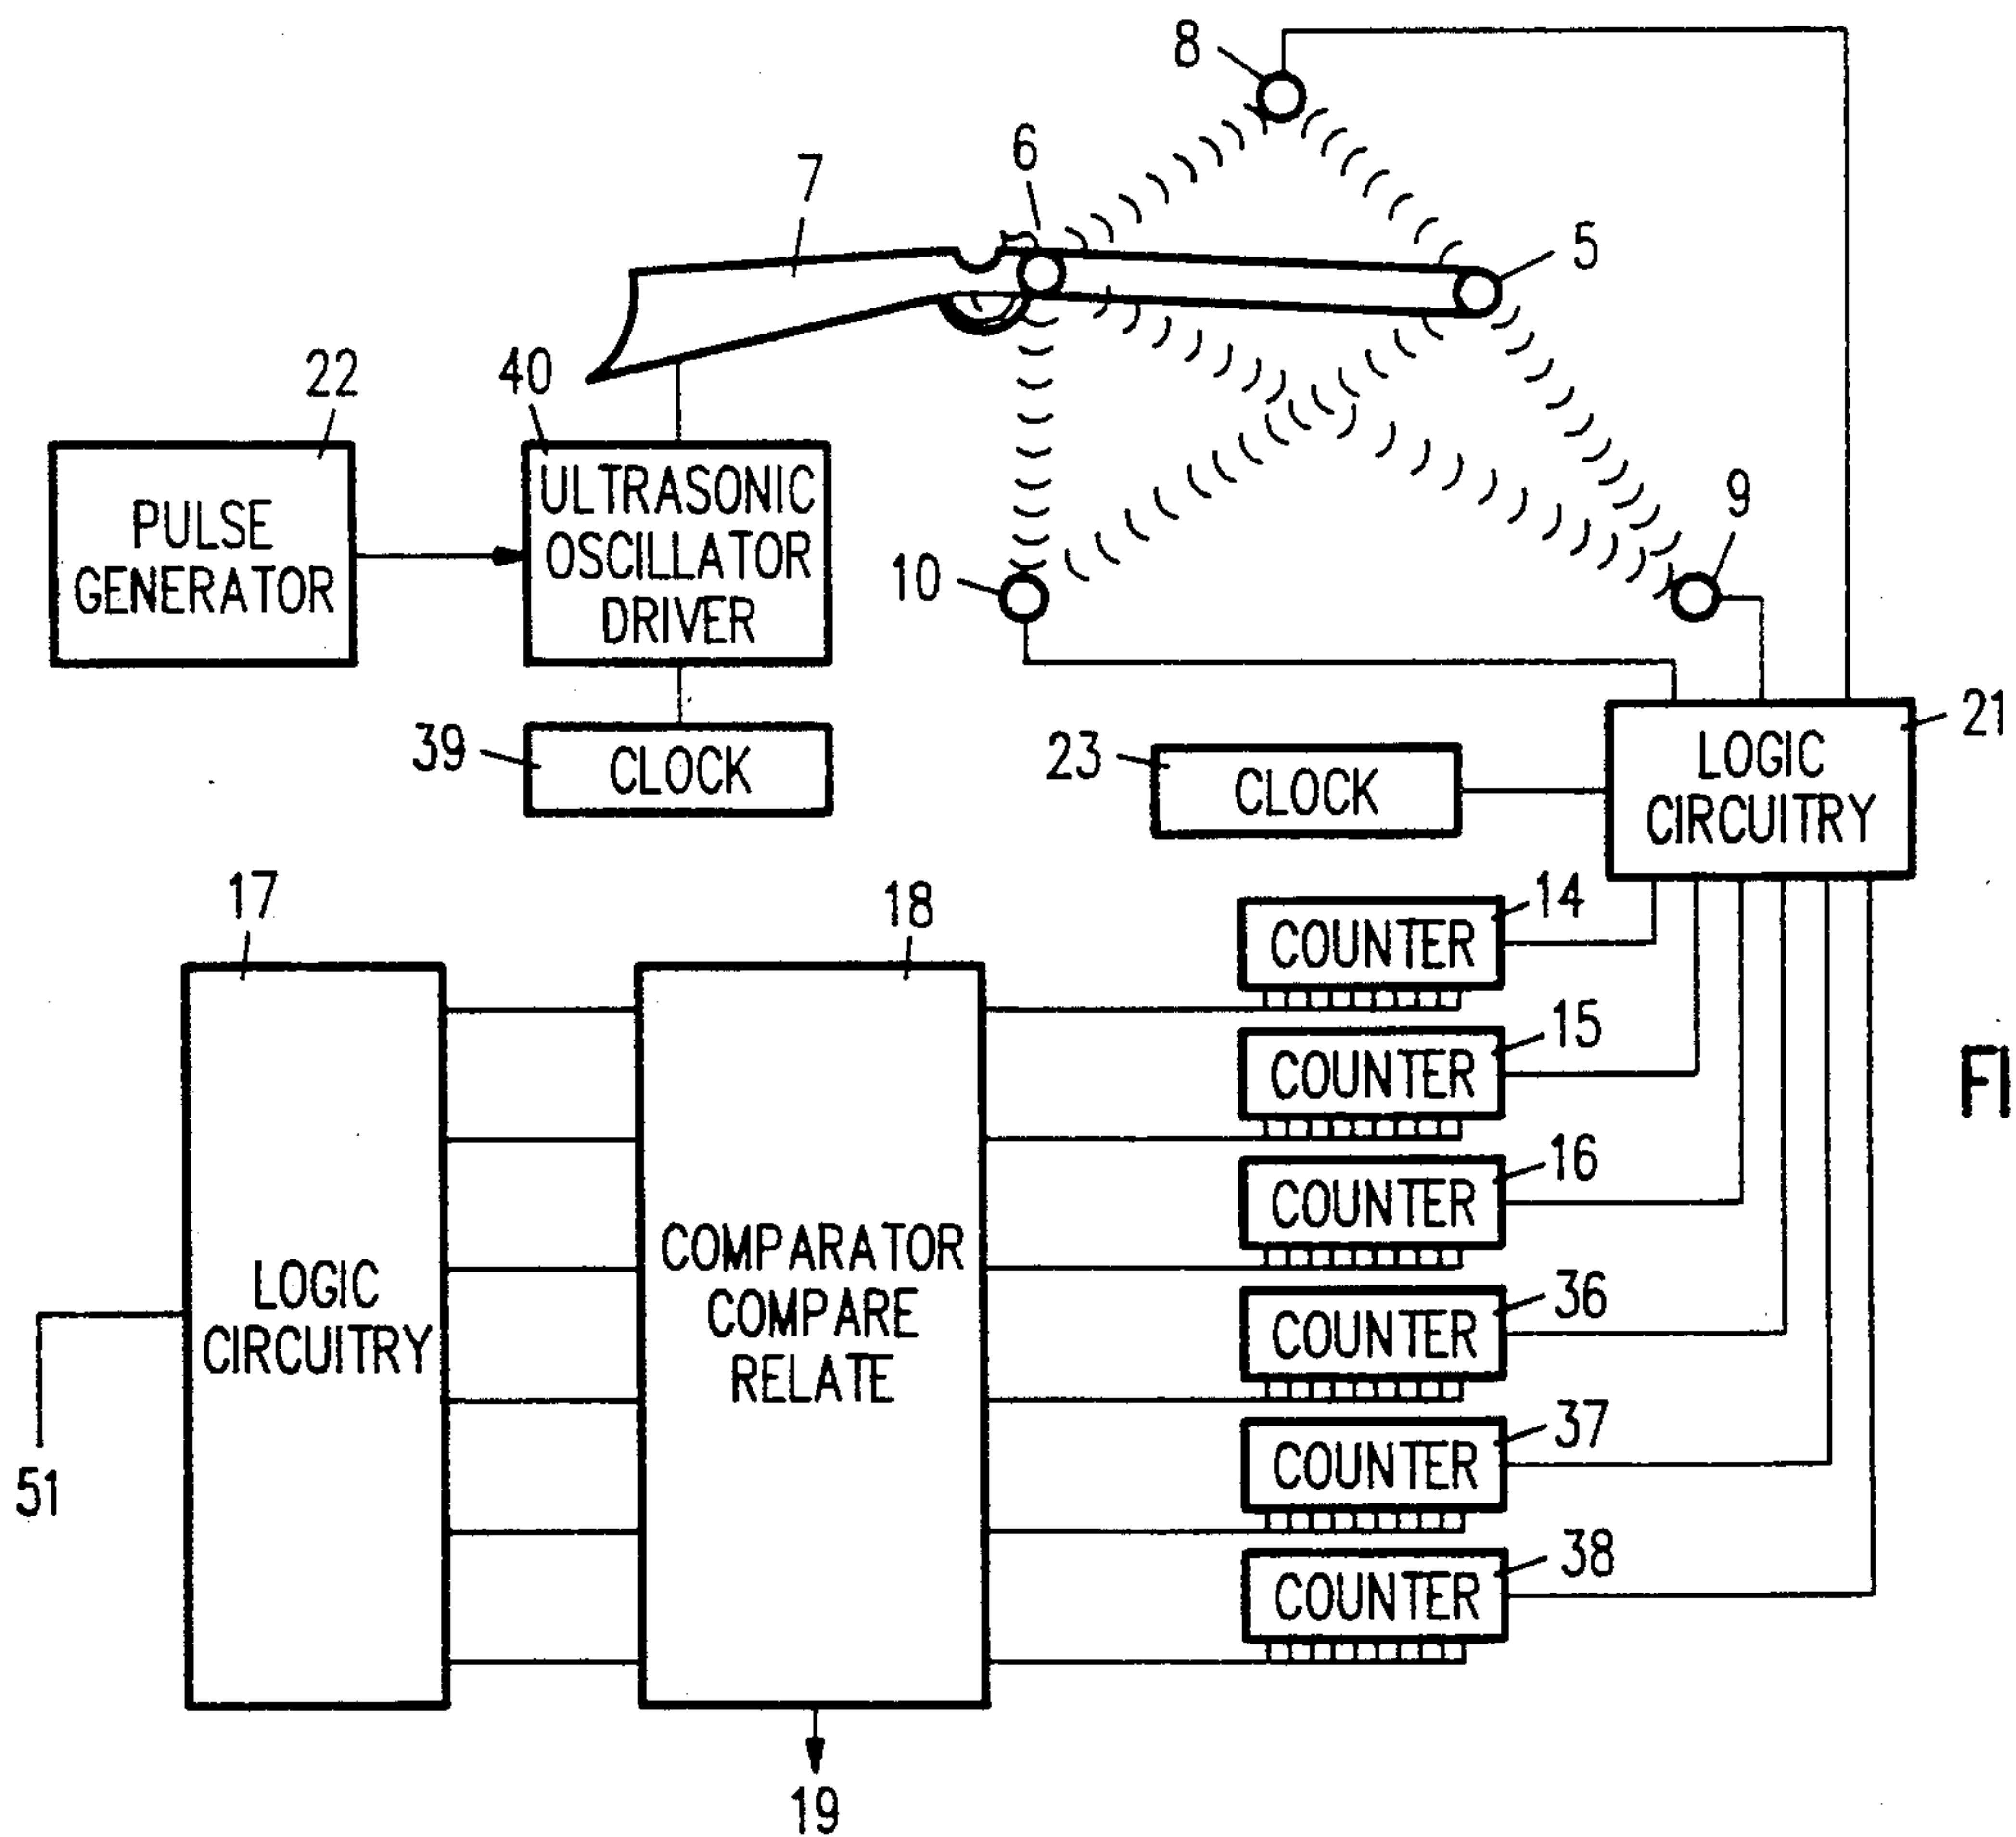 8
6
7
5
22
40
PULSE
GENERATOR
ULTRASONIC
OSCILLATOR
DRIVER
9
10
39
CLOCK
23
CLOCK
21
LOGIC
CIRCUITRY
17
18
14
COUNTER
15
COUNTER
16
COUNTER
36
COUNTER
37
COUNTER
38
COUNTER
LOGIC
CIRCUITRY
COMPARATOR
COMPARE
RELATE
51
19
FI